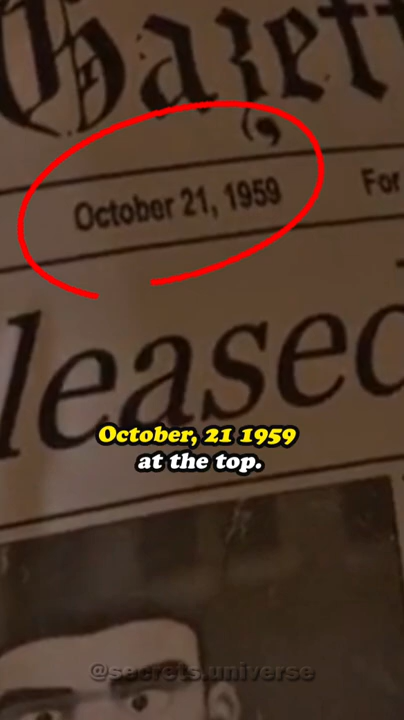 Gazett
October 21, 1959
For
leased
October, 21 1959
at the top.
@secrets.universe